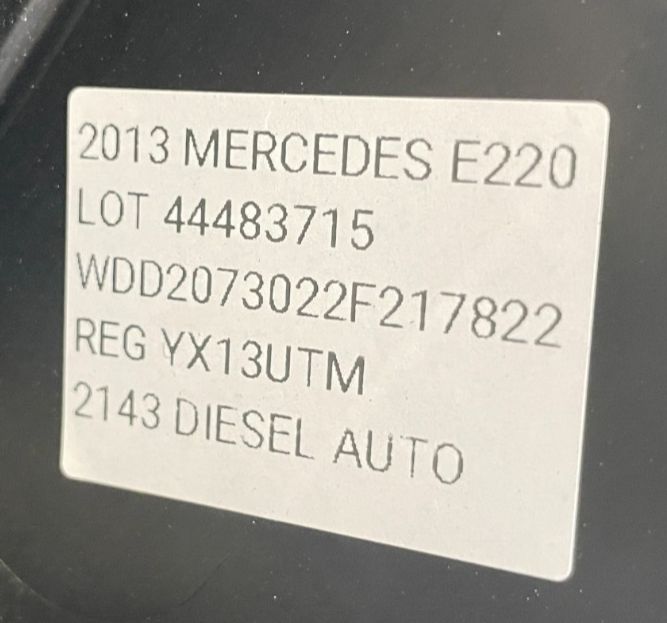 2013 MERCEDES E220
LOT 44483715
WDD2073022F217822
REG YX13UTM
2143 DIESEL AUTO